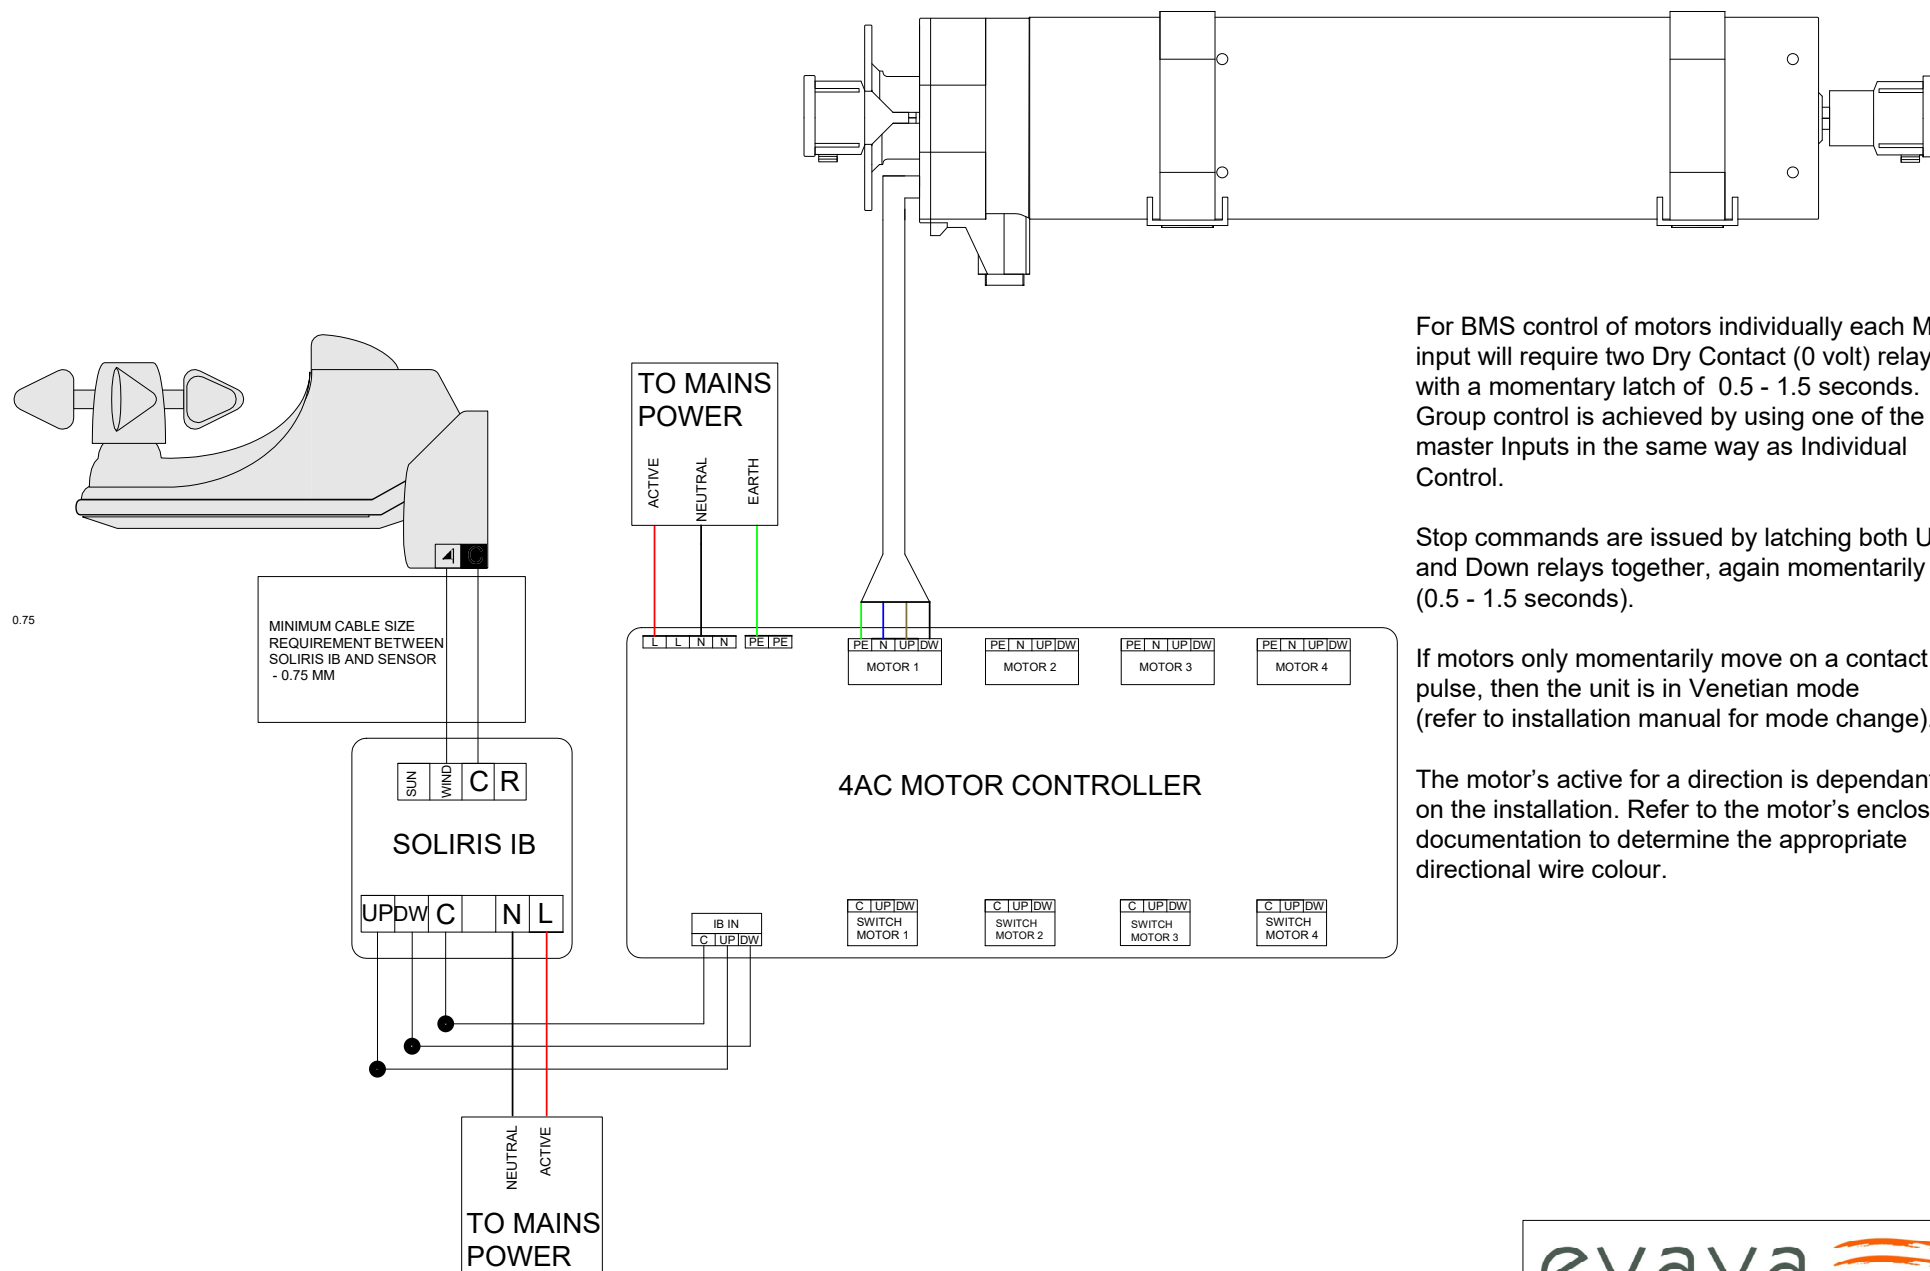 For BMS control of motors individually each M
input will require two Dry Contact (0 volt) relay
with a momentary latch of 0.5 - 1.5 seconds.
Group control is achieved by using one of the
master Inputs in the same way as Individual
Control.
Stop commands are issued by latching both U
and Down relays together, again momentarily
(0.5 - 1.5 seconds).
If motors only momentarily move on a contact
pulse, then the unit is in Venetian mode
(refer to installation manual for mode change).
The motor's active for a direction is dependant
on the installation. Refer to the motor's enclos
documentation to determine the appropriate
directional wire colour.
TO MAINS
POWER
ACTIVE
NEUTRAL
EARTH
C
0.75
MINIMUM CABLE SIZE
REQUIREMENT BETWEEN
SOLIRIS IB AND SENSOR
- 0.75 MM
L L N N PE PE
PE N UP DW
MOTOR 1
PE N UP DW
MOTOR 2
PE N UP DW
MOTOR 3
PE N UP DW
MOTOR 4
SUN WIND C R
SOLIRIS IB
UP DW C N L
4AC MOTOR CONTROLLER
IB IN
C UP DW
C UP DW
SWITCH
MOTOR 1
C UP DW
SWITCH
MOTOR 2
C UP DW
SWITCH
MOTOR 3
C UP DW
SWITCH
MOTOR 4
NEUTRAL
ACTIVE
TO MAINS
POWER
evaya